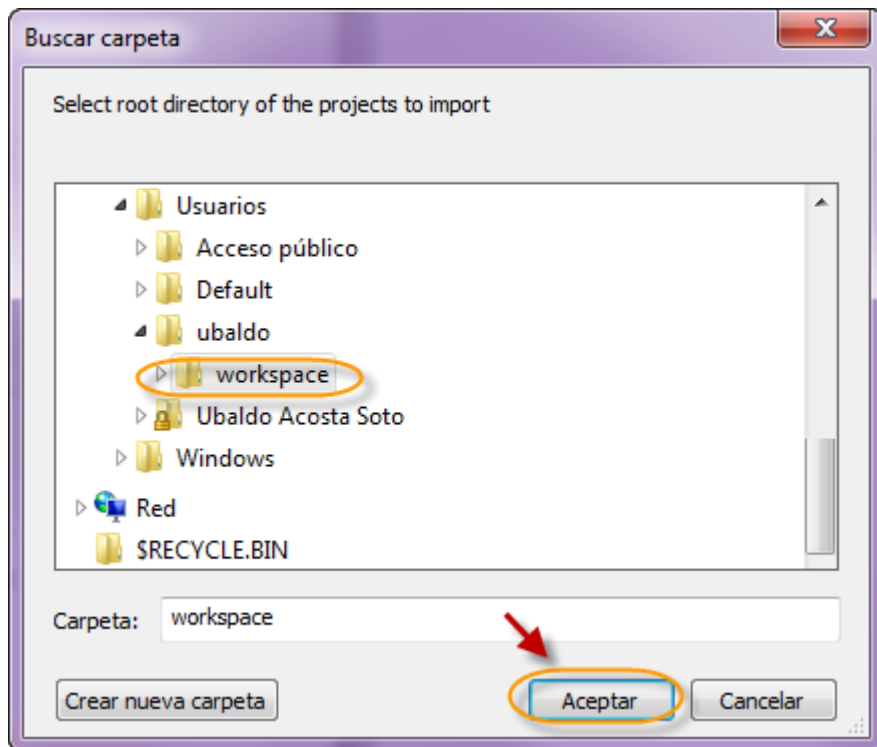 Buscar carpeta
Select root directory of the projects to import
Usuarios
Acceso público
Default
ubaldo
workspace
Ubaldo Acosta Soto
Windows
Red
$RECYCLE.BIN
Carpeta: workspace
Crear nueva carpeta Aceptar Cancelar